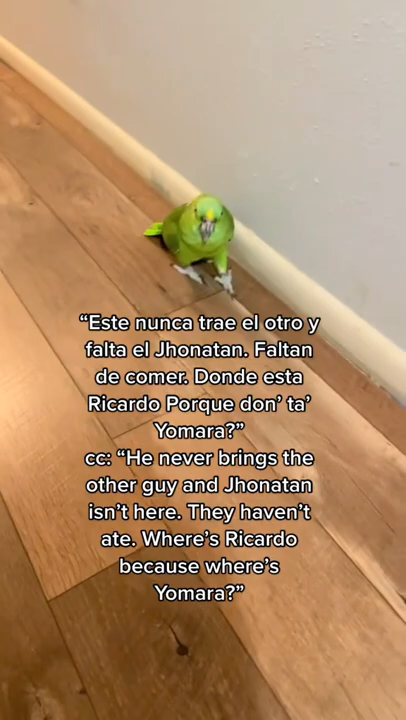 “Este nunca trae el otro y
falta el Jhonatan. Faltan
de comer. Donde esta
Ricardo Porque don’ ta’
Yomara?”
cc: “He never brings the
other guy and Jhonatan
isn’t here. They haven’t
ate. Where’s Ricardo
because where’s
Yomara?”